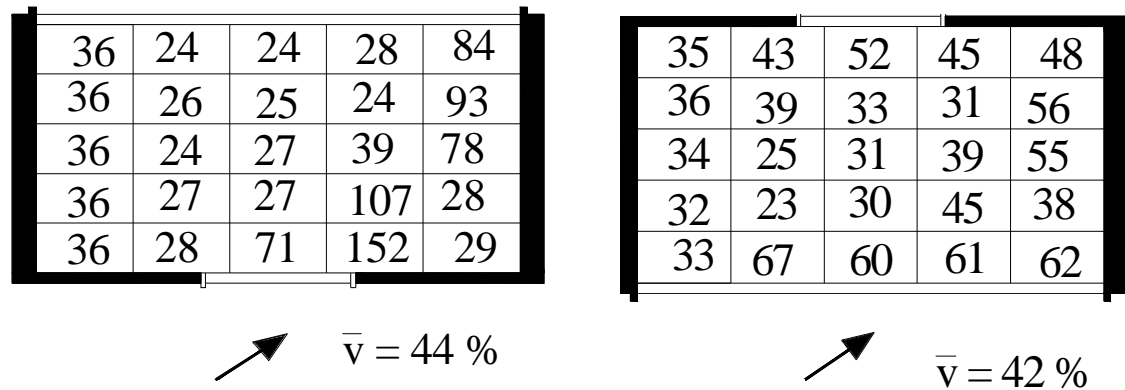 36 24 24 28 84
36 26 25 24 93
36 24 27 39 78
36 27 27 107 28
36 28 71 152 29
v̅ = 44 %
35 43 52 45 48
36 39 33 31 56
34 25 31 39 55
32 23 30 45 38
33 67 60 61 62
v̅ = 42 %